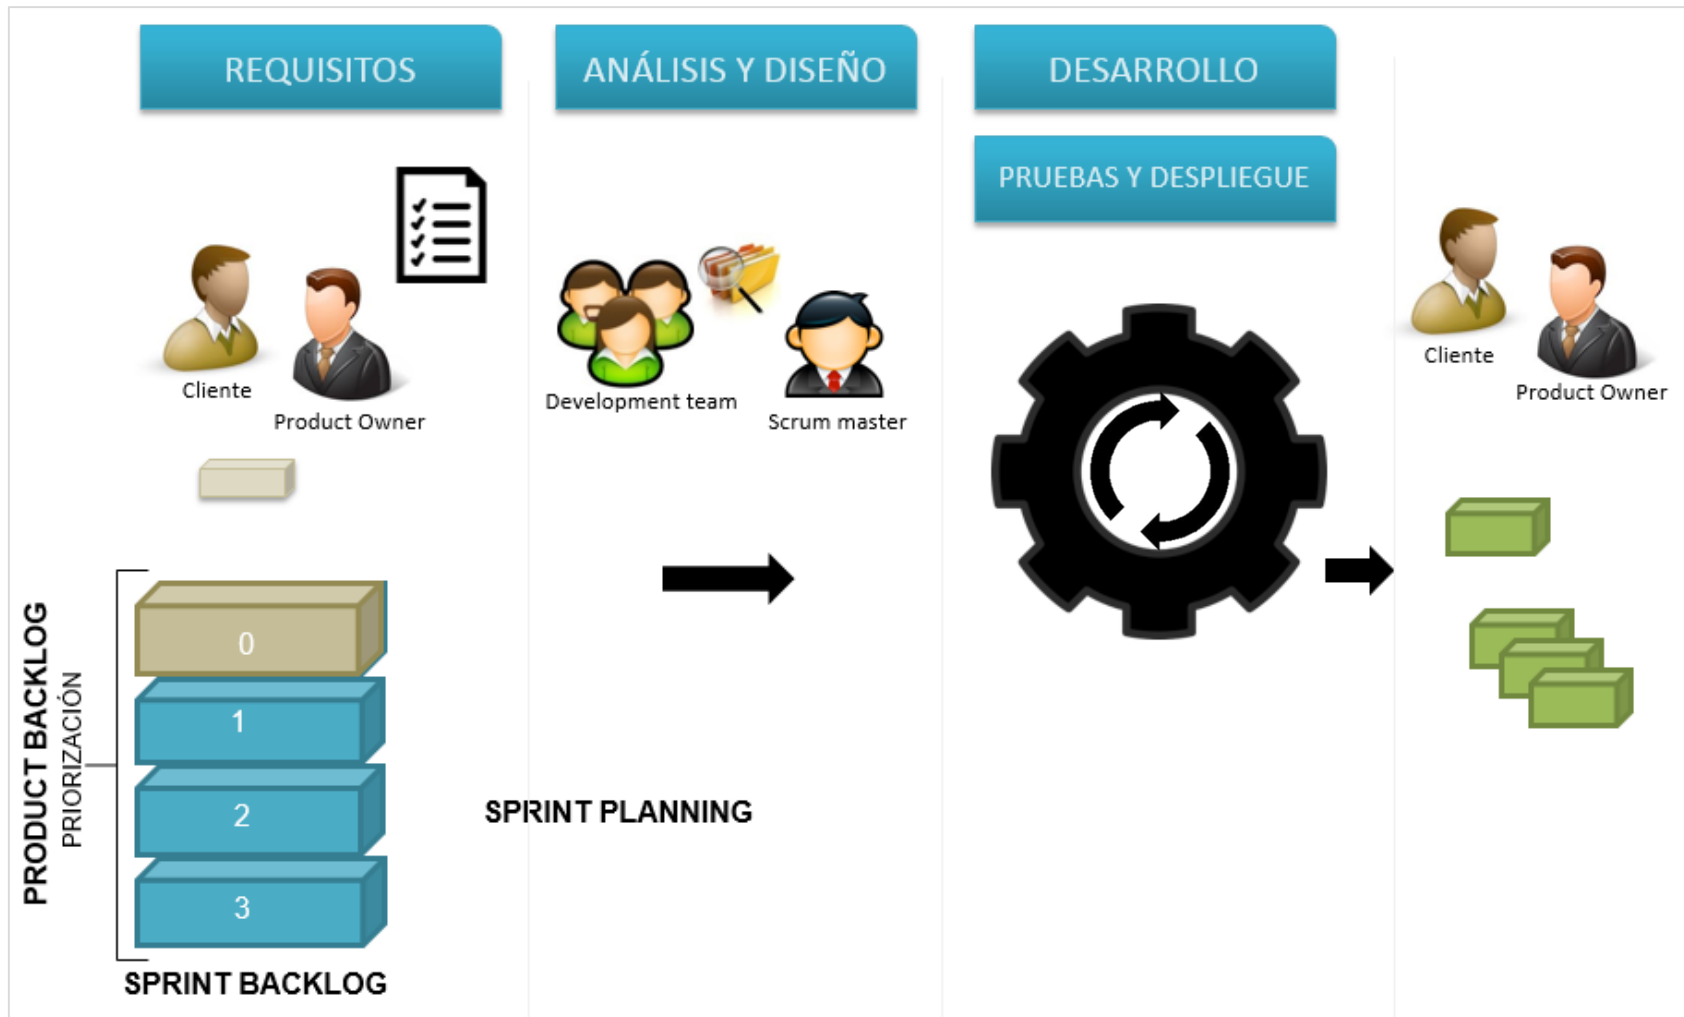 REQUISITOS
ANÁLISIS Y DISEÑO
DESARROLLO
PRUEBAS Y DESPLIEGUE
Cliente
Product Owner
Development team
Scrum master
Cliente
Product Owner
PRODUCT BACKLOG
PRIORIZACIÓN
0
1
2
3
SPRINT PLANNING
SPRINT BACKLOG